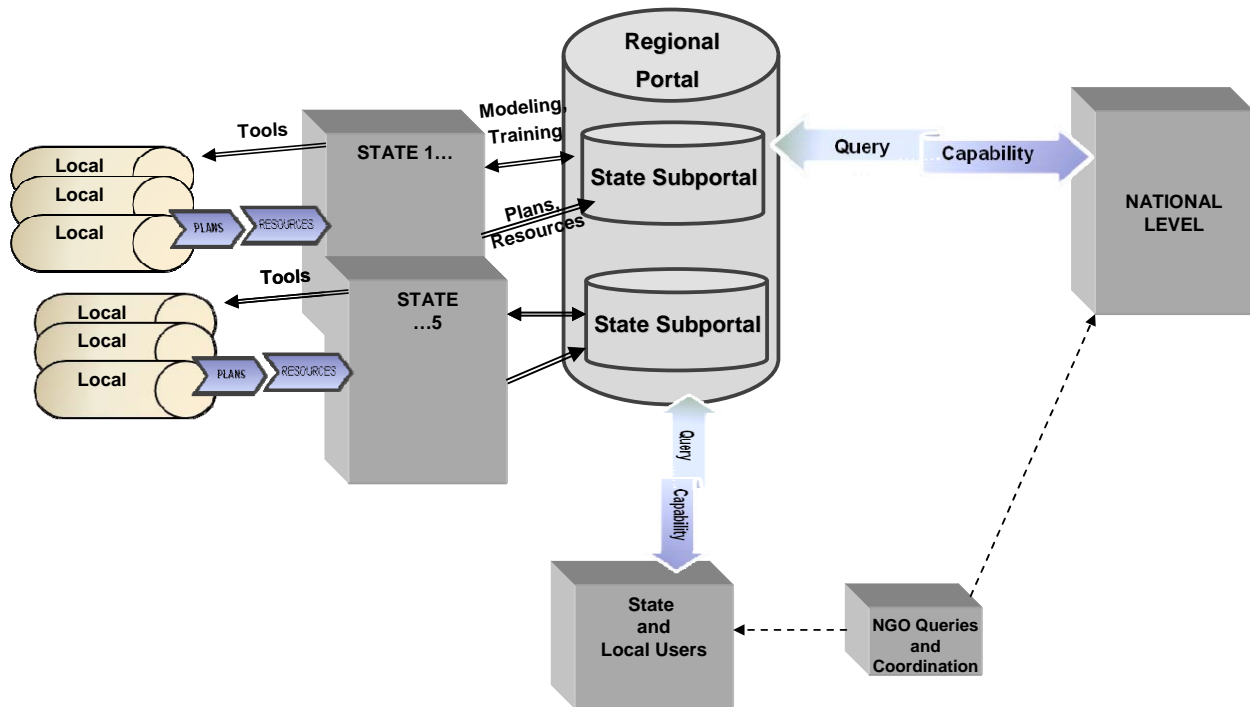 Regional
Portal
Modeling,
Training
Tools
STATE 1…
Local
Local
Local
PLANS
RESOURCES
State Subportal
Plans,
Resources
Query
Capability
NATIONAL
LEVEL
Tools
STATE
…5
Local
Local
Local
PLANS
RESOURCES
State Subportal
Query
Capability
State
and
Local Users
NGO Queries
and
Coordination